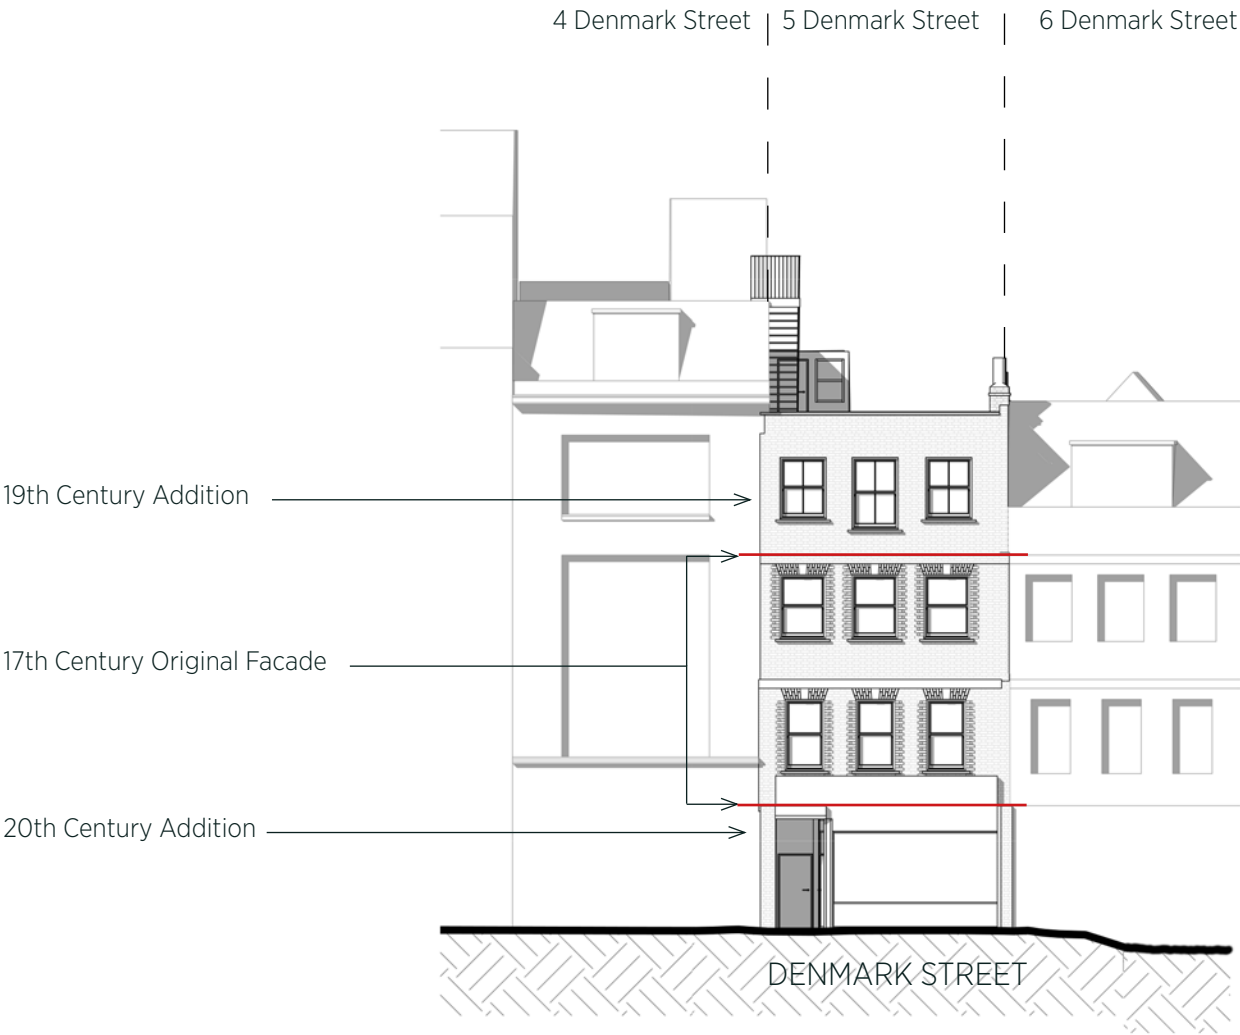 4 Denmark Street
5 Denmark Street
6 Denmark Street
19th Century Addition
17th Century Original Facade
20th Century Addition
DENMARK STREET